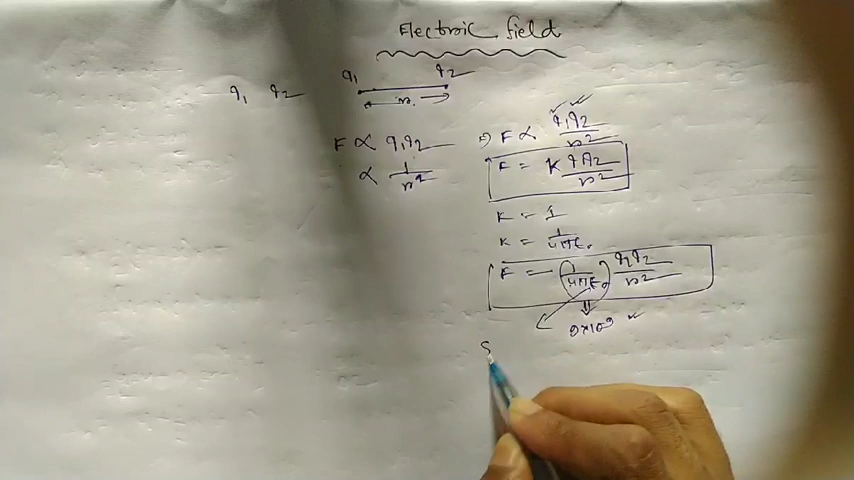 Electroic field
q1 q2
q1 q2
r
F ∝ q1q2
∝ 1/r²
⇒ F ∝ q1q2/r²
F = K q1q2/r²
K = 1
K = 1/4πε₀
F = 1/4πε₀ q1q2/r²
9×10⁹
S